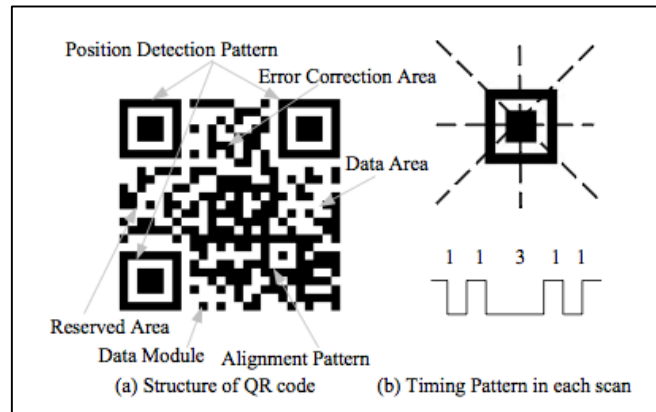 Position Detection Pattern
Error Correction Area
Data Area
1 1 3 1 1
Reserved Area
Data Module
Alignment Pattern
(a) Structure of QR code
(b) Timing Pattern in each scan